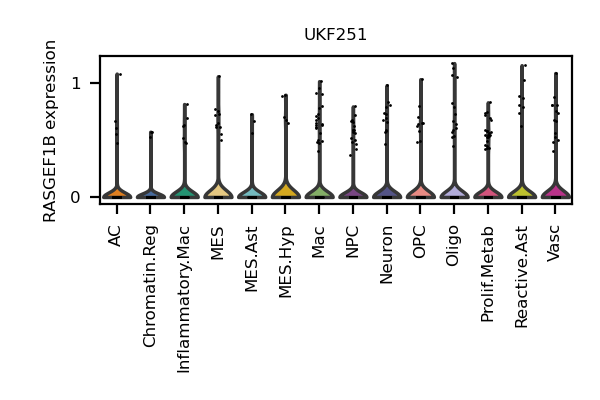 UKF251
RASGEF1B expression
1
0
AC
Chromatin.Reg
Inflammatory.Mac
MES
MES.Ast
MES.Hyp
Mac
NPC
Neuron
OPC
Oligo
Prolif.Metab
Reactive.Ast
Vasc